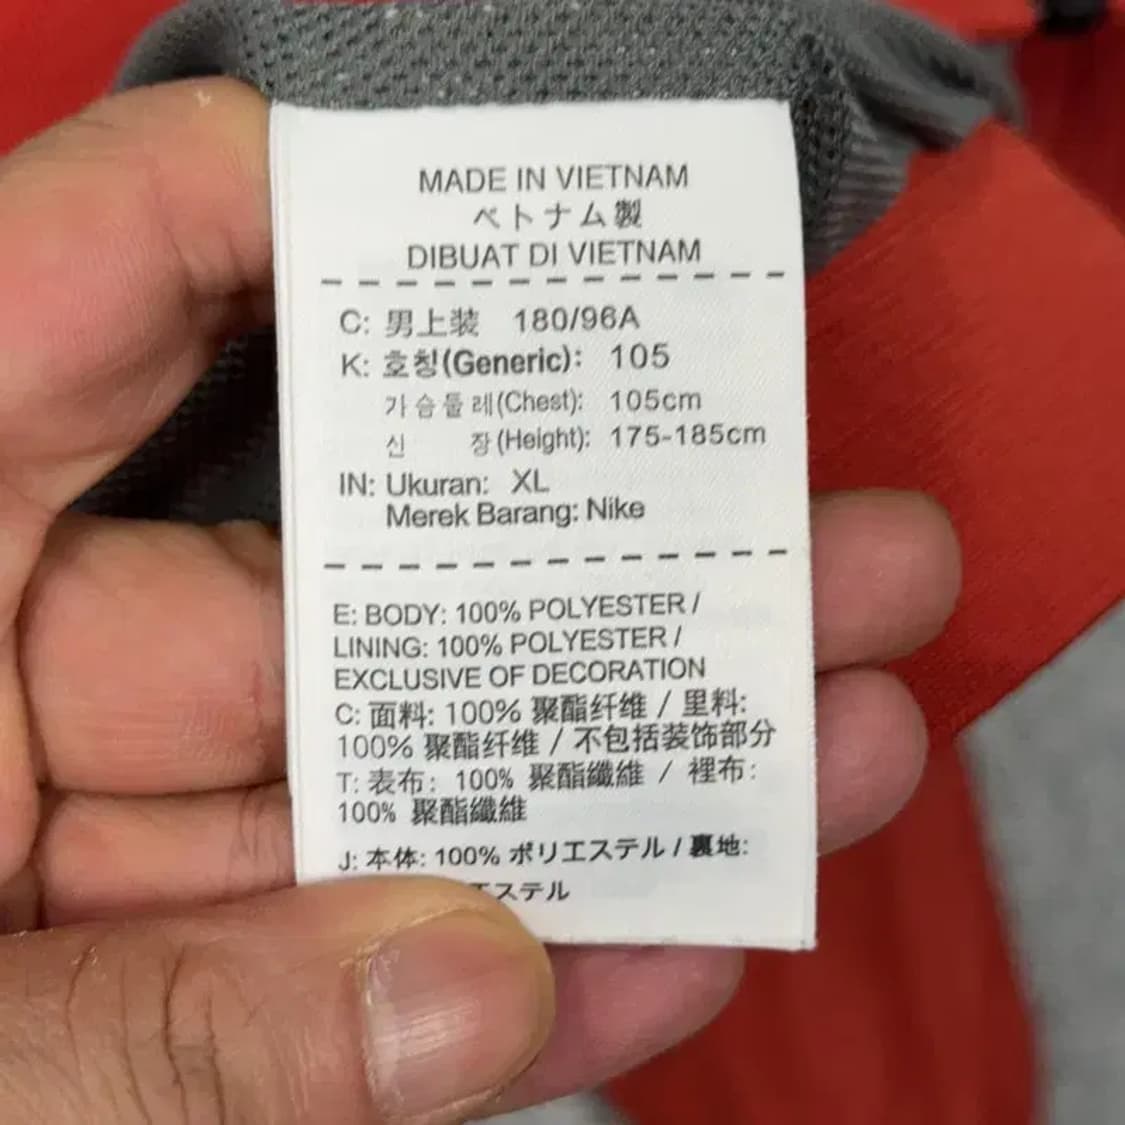 MADE IN VIETNAM
ベトナム製
DIBUAT DI VIETNAM
C: 男上装 180/96A
K: 호칭(Generic): 105
가슴둘레(Chest): 105cm
신 장(Height): 175-185cm
IN: Ukuran: XL
Merek Barang: Nike
E: BODY: 100% POLYESTER /
LINING: 100% POLYESTER /
EXCLUSIVE OF DECORATION
C: 面料: 100% 聚酯纤维 / 里料:
100% 聚酯纤维 / 不包括装饰部分
T: 表布: 100% 聚酯纖維 / 裡布:
100% 聚酯纖維
J: 本体: 100% ポリエステル / 裏地:
エステル